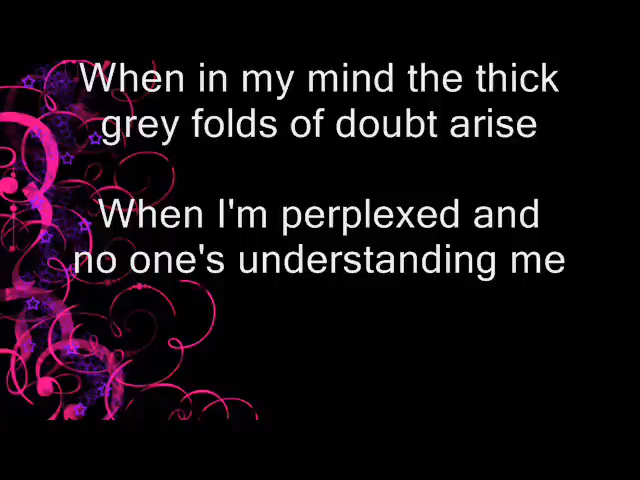 When in my mind the thick
grey folds of doubt arise
When I'm perplexed and
no one's understanding me